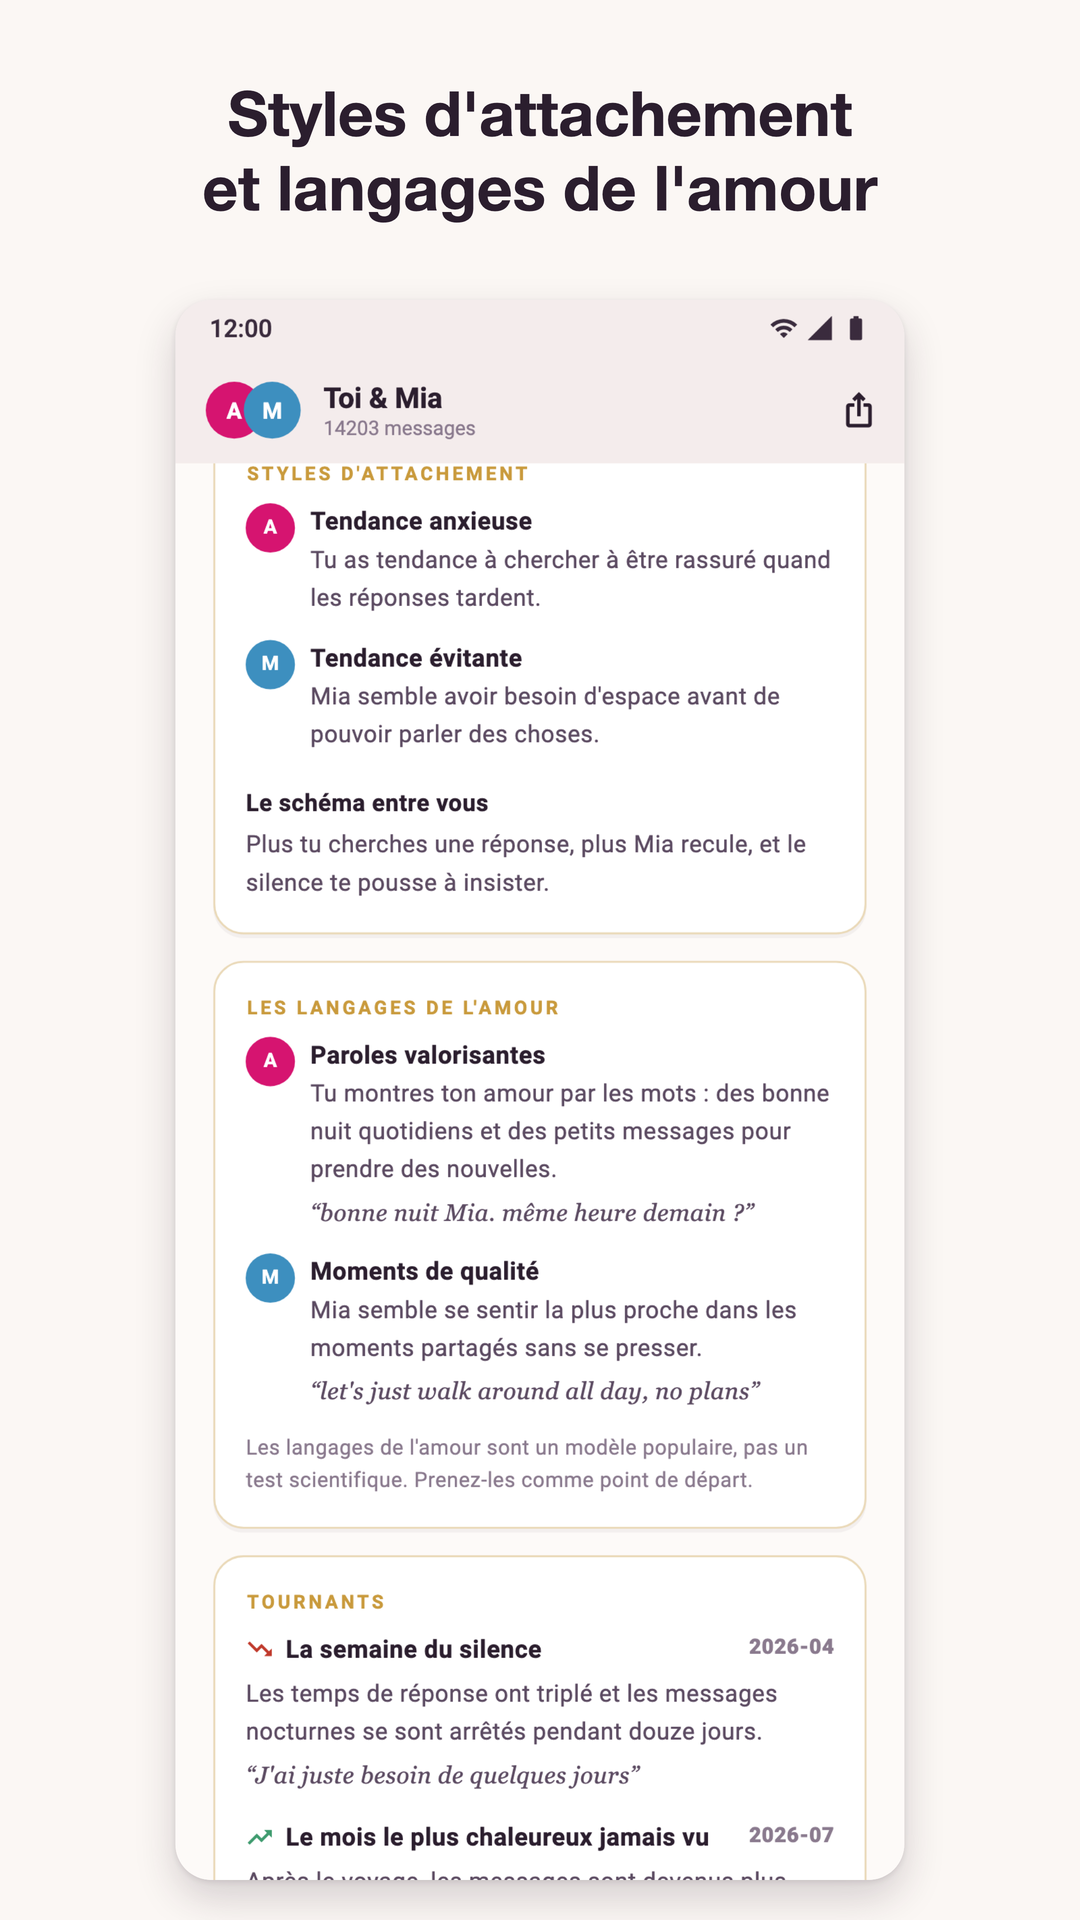 Styles d'attachement
et langages de l'amour
12:00
A M Toi & Mia
14203 messages
STYLES D'ATTACHEMENT
A Tendance anxieuse
Tu as tendance à chercher à être rassuré quand
les réponses tardent.
M Tendance évitante
Mia semble avoir besoin d'espace avant de
pouvoir parler des choses.
Le schéma entre vous
Plus tu cherches une réponse, plus Mia recule, et le
silence te pousse à insister.
LES LANGAGES DE L'AMOUR
A Paroles valorisantes
Tu montres ton amour par les mots : des bonne
nuit quotidiens et des petits messages pour
prendre des nouvelles.
“bonne nuit Mia. même heure demain ?”
M Moments de qualité
Mia semble se sentir la plus proche dans les
moments partagés sans se presser.
“let's just walk around all day, no plans”
Les langages de l'amour sont un modèle populaire, pas un
test scientifique. Prenez-les comme point de départ.
TOURNANTS
La semaine du silence 2026-04
Les temps de réponse ont triplé et les messages
nocturnes se sont arrêtés pendant douze jours.
“J'ai juste besoin de quelques jours”
Le mois le plus chaleureux jamais vu 2026-07
Après le voyage, les messages sont devenus plus